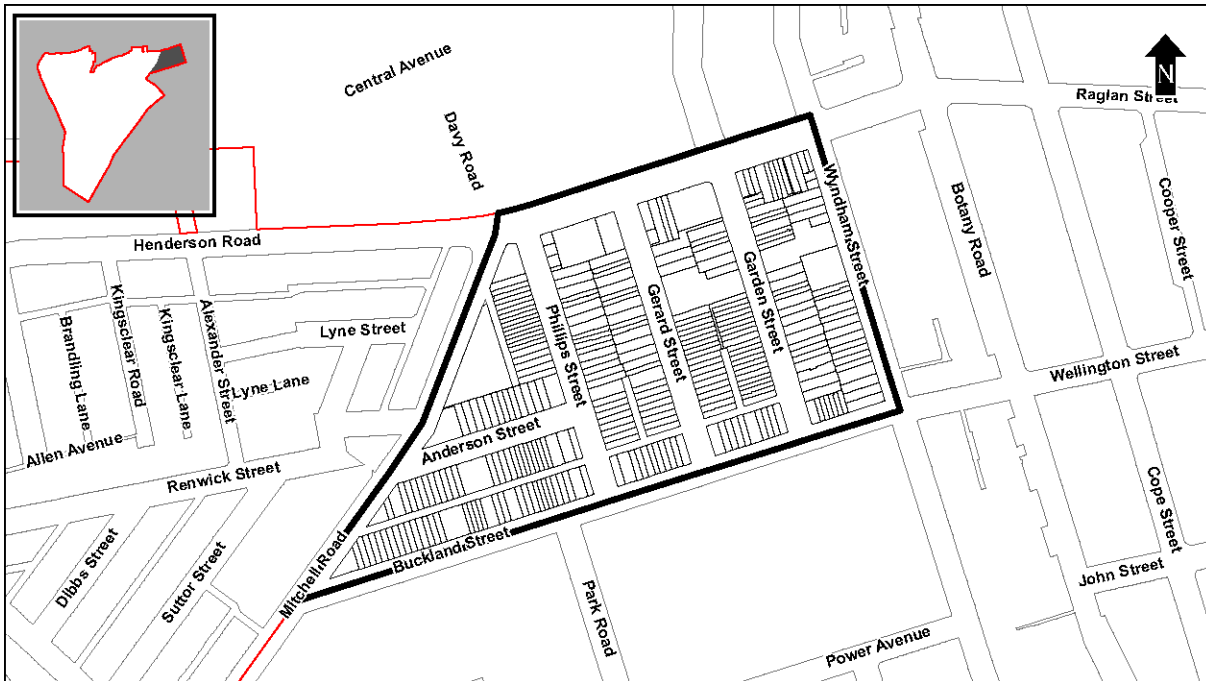 Central Avenue
N
Raglan Street
Davy Road
Wyndham Street
Botany Road
Cooper Street
Henderson Road
Kingsclear Road
Alexander Street
Brandling Lane
Kingsclear Lane
Lyne Street
Lyne Lane
Phillips Street
Gerard Street
Garden Street
Wellington Street
Allen Avenue
Renwick Street
Anderson Street
Cope Street
Dibbs Street
Suttor Street
Mitchell Road
Buckland Street
Park Road
John Street
Power Avenue